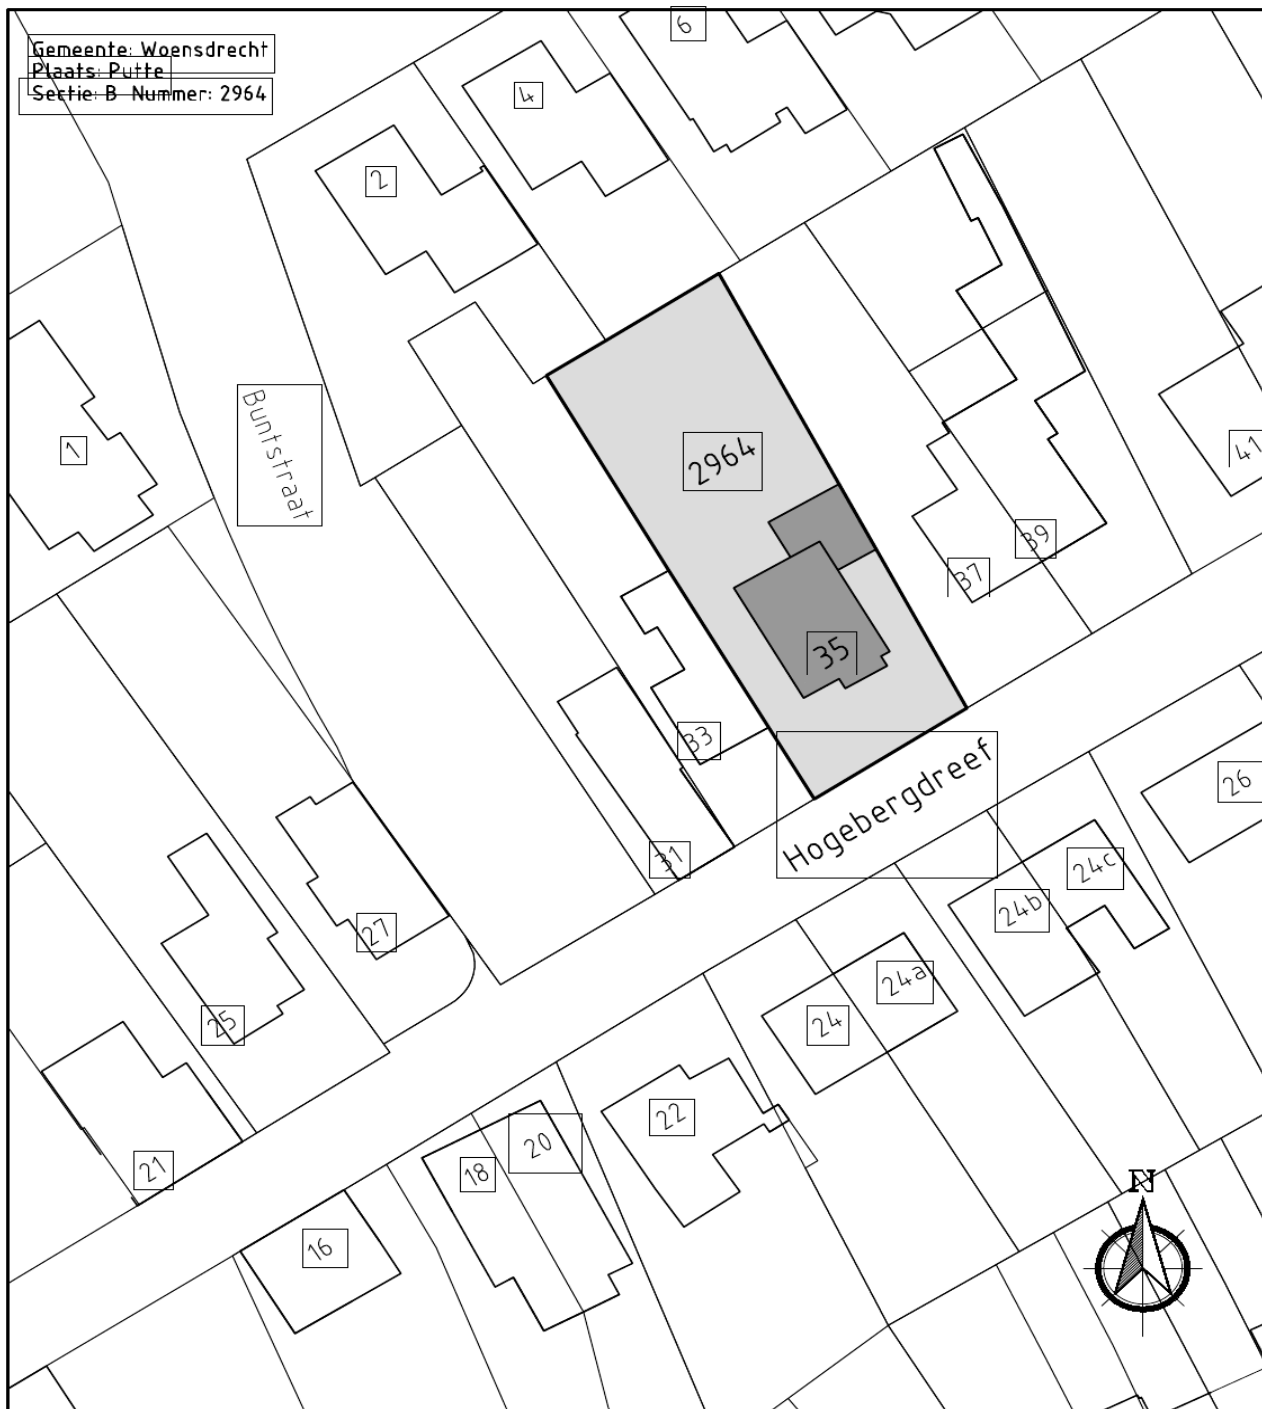 Gemeente: Woensdrecht
Plaats: Putte
Sectie: B Nummer: 2964
6
4
2
1
Buntstraat
2964
41
39
37
35
33
Hogebergdreef
26
31
24c
24b
27
24a
25
24
22
20
21
18
N
16